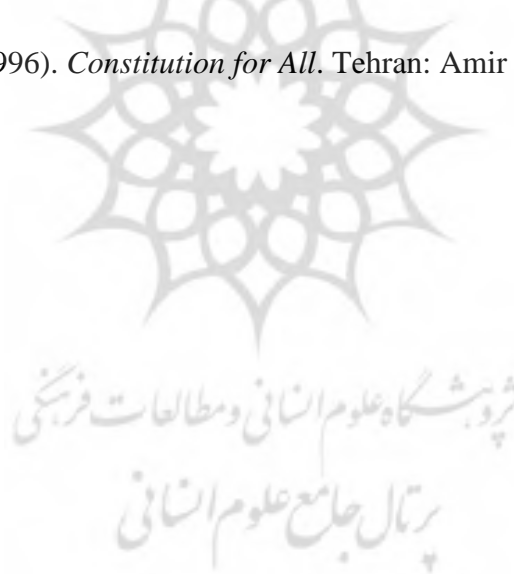 996). Constitution for All. Tehran: Amir
پژوهشگاه علوم انسانی و مطالعات فرهنگی
پرتال جامع علوم انسانی